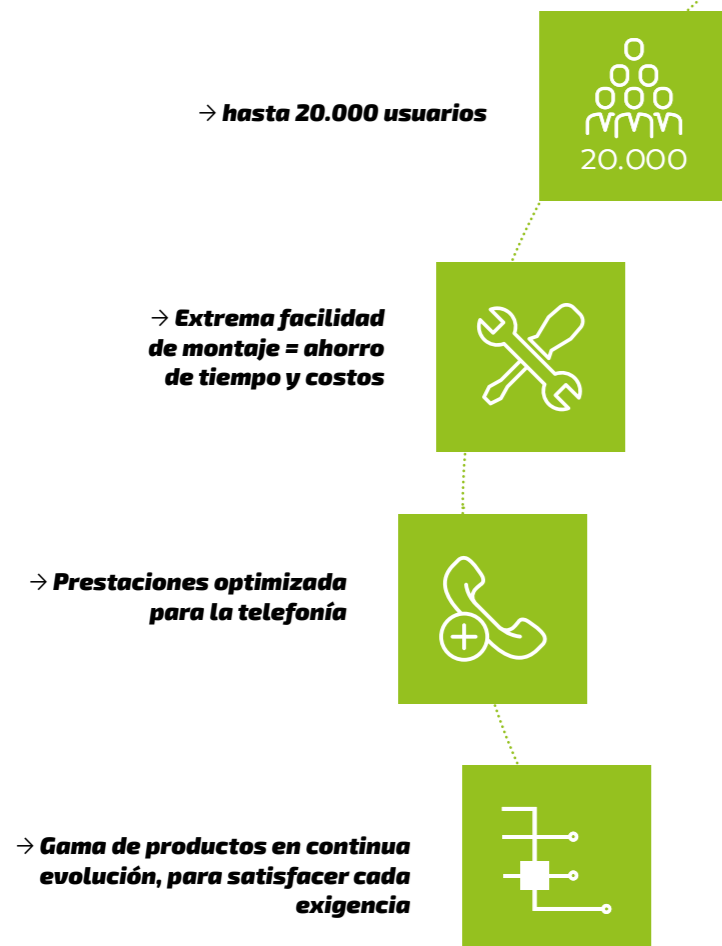 → hasta 20.000 usuarios
20.000
→ Extrema facilidad
de montaje = ahorro
de tiempo y costos
→ Prestaciones optimizada
para la telefonía
→ Gama de productos en continua
evolución, para satisfacer cada
exigencia